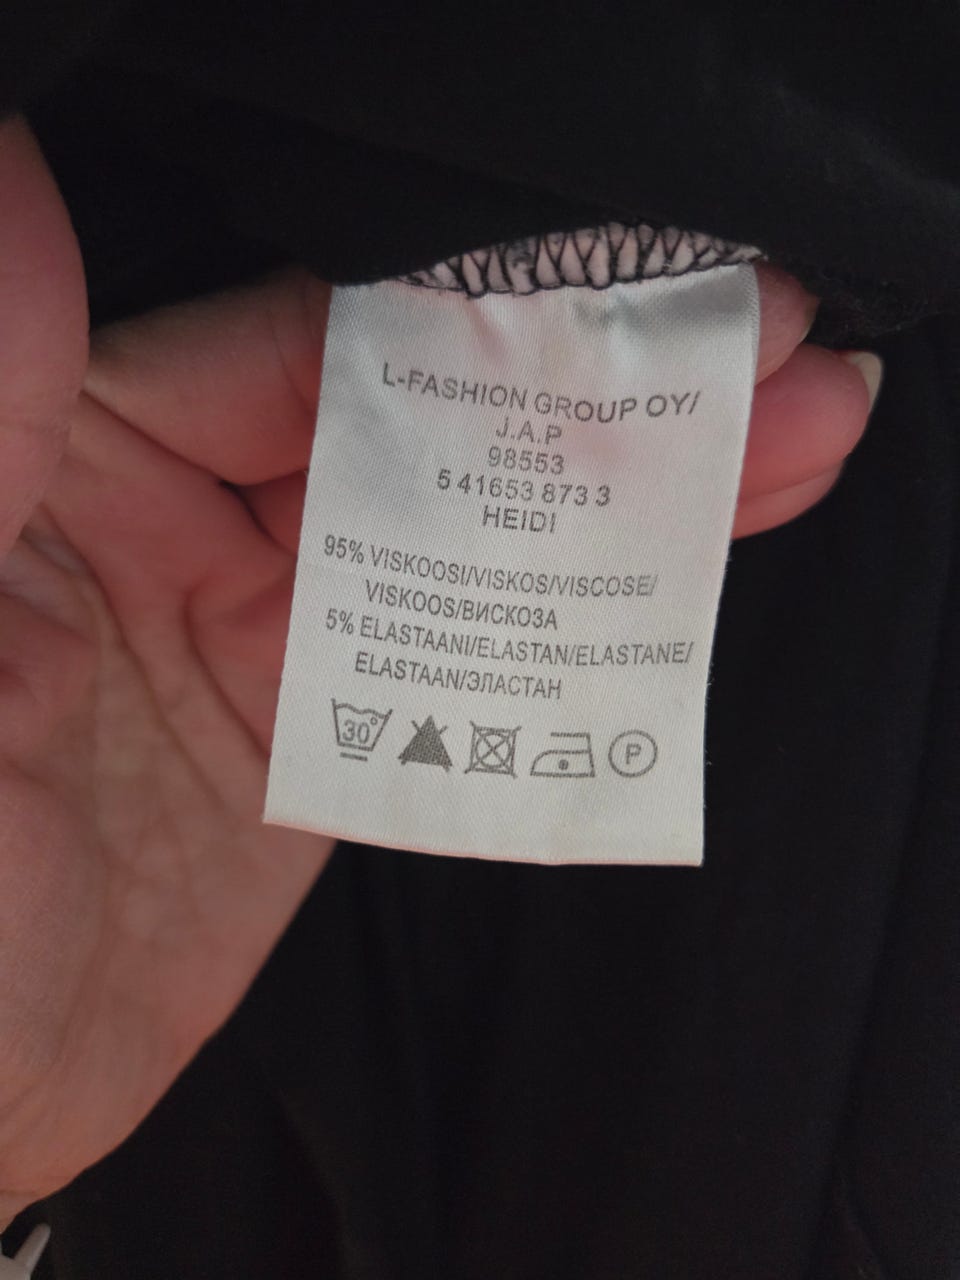 L-FASHION GROUP OY/
J.A.P
98553
5 41653 873 3
HEIDI
95% VISKOOSI/VISKOS/VISCOSE/
VISKOOS/ВИСКОЗА
5% ELASTAANI/ELASTAN/ELASTANE/
ELASTAAN/ЭЛАСТАН
30°
P